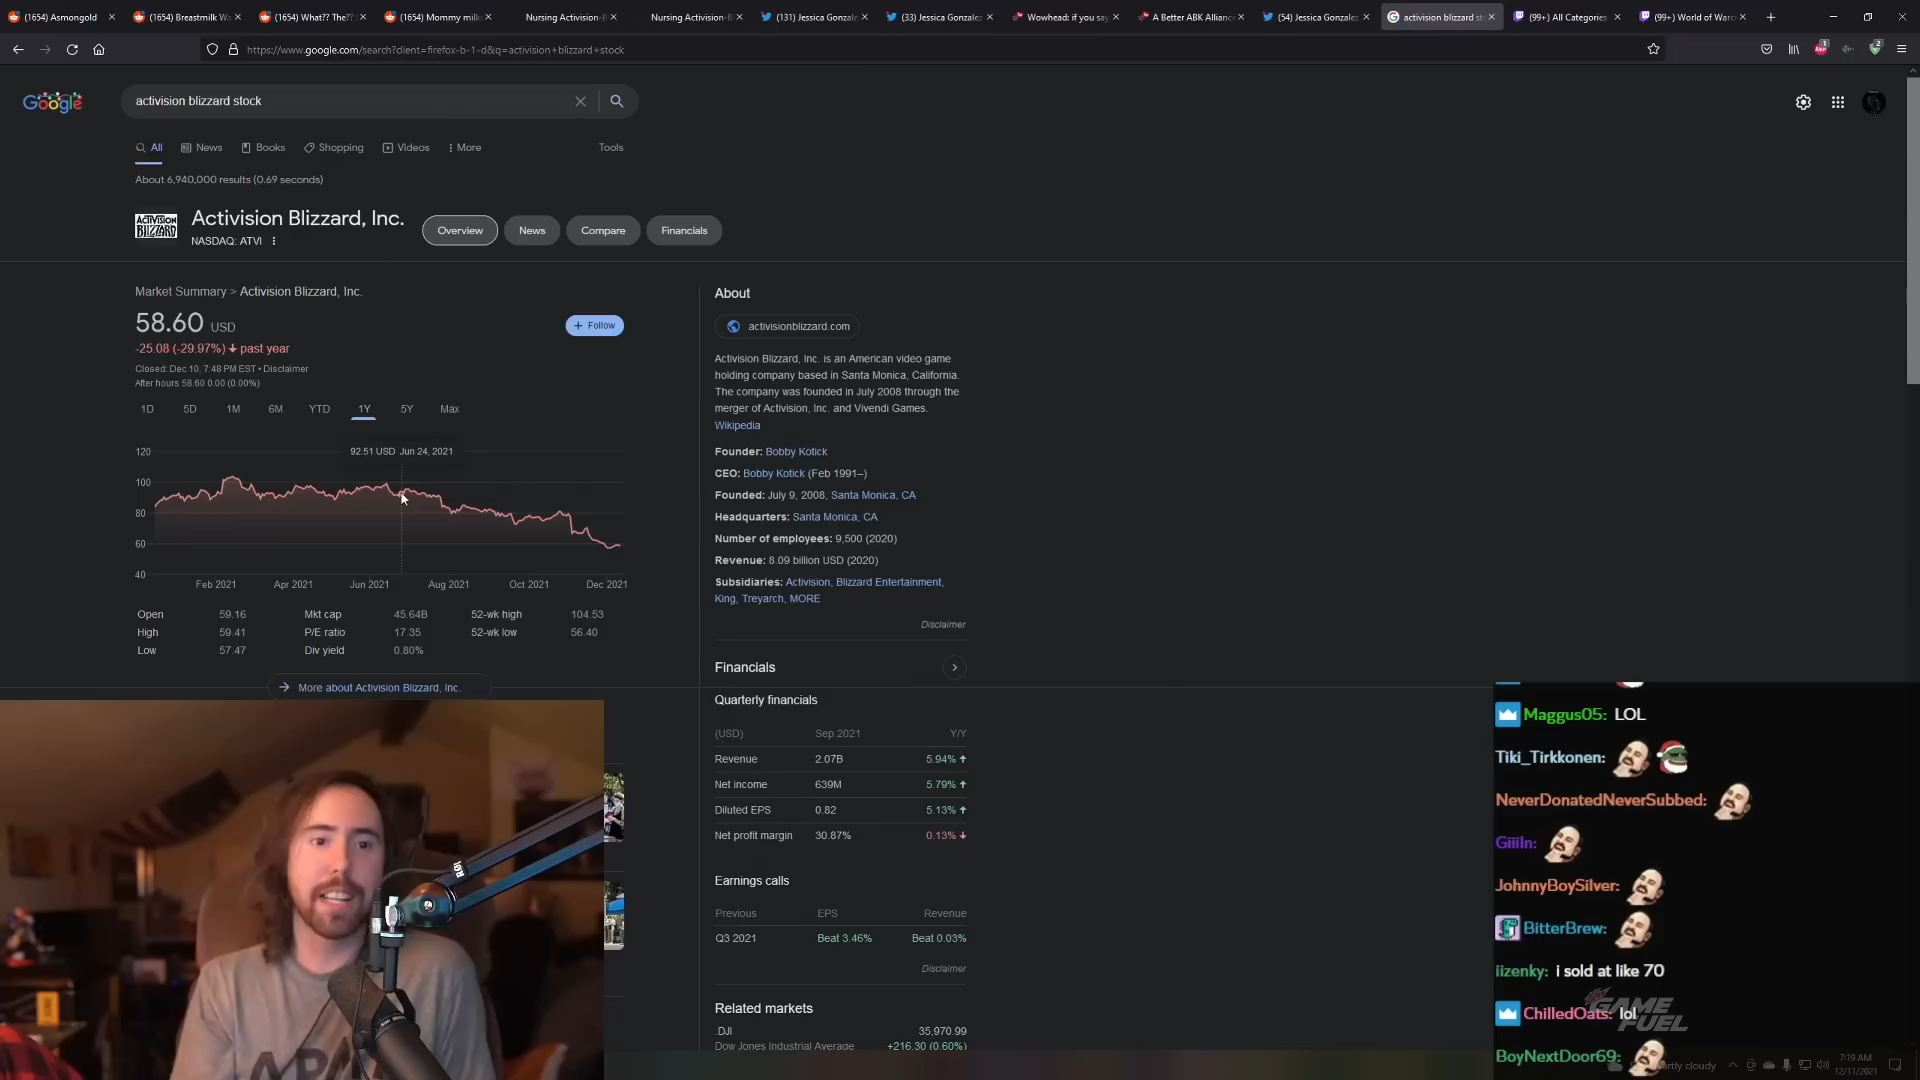 (1654) Asmongold
(1654) Breastmilk Wa
(1654) What?? The??
(1654) Mommy milk
Nursing Activision-B
Nursing Activision-B
(131) Jessica Gonzale
(33) Jessica Gonzalez
Wowhead: if you say
A Better ABK Alliance
(54) Jessica Gonzalez
activision blizzard st
(99+) All Categories
(99+) World of Warc
https://www.google.com/search?client=firefox-b-1-d&q=activision+blizzard+stock
Google
activision blizzard stock
All
News
Books
Shopping
Videos
More
Tools
About 6,940,000 results (0.69 seconds)
ACTIVISION BLIZZARD
Activision Blizzard, Inc.
NASDAQ: ATVI
Overview
News
Compare
Financials
Market Summary > Activision Blizzard, Inc.
58.60 USD
+ Follow
-25.08 (-29.97%) past year
Closed: Dec 10, 7:48 PM EST • Disclaimer
After hours 58.60 0.00 (0.00%)
1D 5D 1M 6M YTD 1Y 5Y Max
92.51 USD Jun 24, 2021
120
100
80
60
40
Feb 2021 Apr 2021 Jun 2021 Aug 2021 Oct 2021 Dec 2021
Open 59.16 Mkt cap 45.64B 52-wk high 104.53
High 59.41 P/E ratio 17.35 52-wk low 56.40
Low 57.47 Div yield 0.80%
More about Activision Blizzard, Inc.
About
activisionblizzard.com
Activision Blizzard, Inc. is an American video game
holding company based in Santa Monica, California.
The company was founded in July 2008 through the
merger of Activision, Inc. and Vivendi Games.
Wikipedia
Founder: Bobby Kotick
CEO: Bobby Kotick (Feb 1991–)
Founded: July 9, 2008, Santa Monica, CA
Headquarters: Santa Monica, CA
Number of employees: 9,500 (2020)
Revenue: 8.09 billion USD (2020)
Subsidiaries: Activision, Blizzard Entertainment,
King, Treyarch, MORE
Disclaimer
Financials
Quarterly financials
(USD) Sep 2021 Y/Y
Revenue 2.07B 5.94%
Net income 639M 5.79%
Diluted EPS 0.82 5.13%
Net profit margin 30.87% 0.13%
Earnings calls
Previous EPS Revenue
Q3 2021 Beat 3.46% Beat 0.03%
Disclaimer
Related markets
.DJI 35,970.99
Dow Jones Industrial Average +216.30 (0.60%)
Maggus05: LOL
Tiki_Tirkkonen:
NeverDonatedNeverSubbed:
GiiiIn:
JohnnyBoySilver:
BitterBrew:
iizenky: i sold at like 70
ChilledOats: lol
GAME FUEL
BoyNextDoor69:
cloudy
7:19 AM
12/11/2021